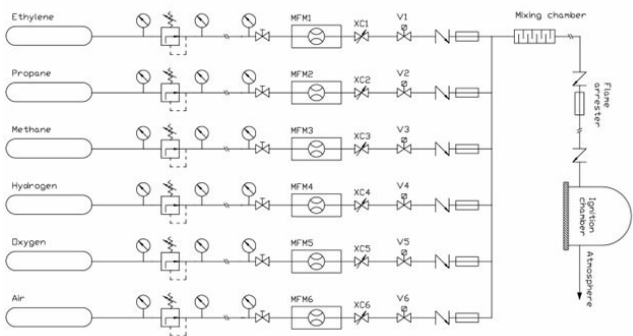 Ethylene
MFM1 XC1 V1
Mixing chamber
Propane
MFM2 XC2 V2
Flame
arrester
Methane
MFM3 XC3 V3
Hydrogen
MFM4 XC4 V4
Ignition
chamber
Oxygen
MFM5 XC5 V5
Atmosphere
Air
MFM6 XC6 V6